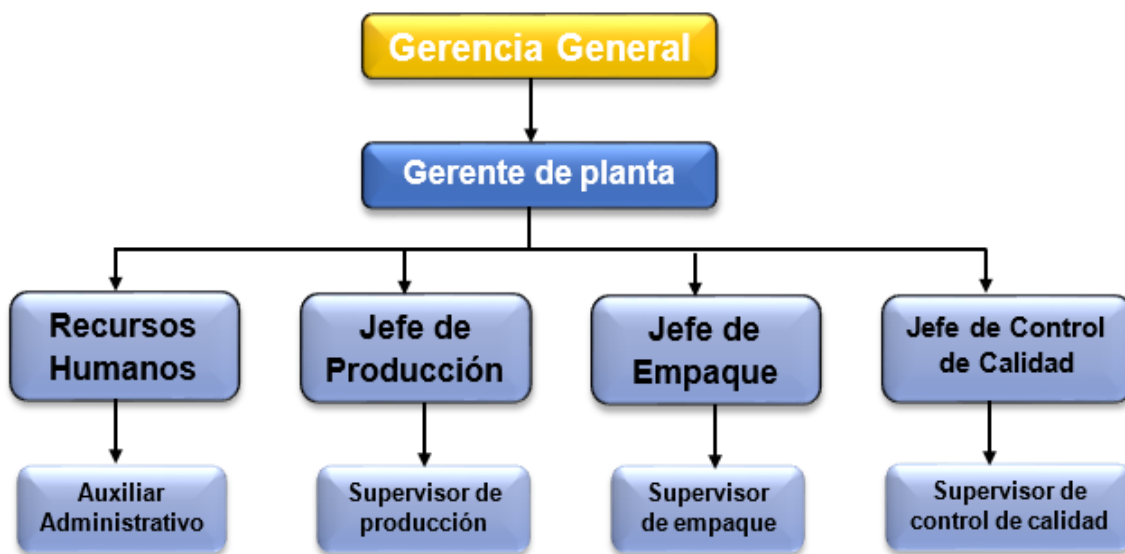 Gerencia General
Gerente de planta
Recursos
Humanos
Jefe de
Producción
Jefe de
Empaque
Jefe de Control
de Calidad
Auxiliar
Administrativo
Supervisor de
producción
Supervisor
de empaque
Supervisor de
control de calidad